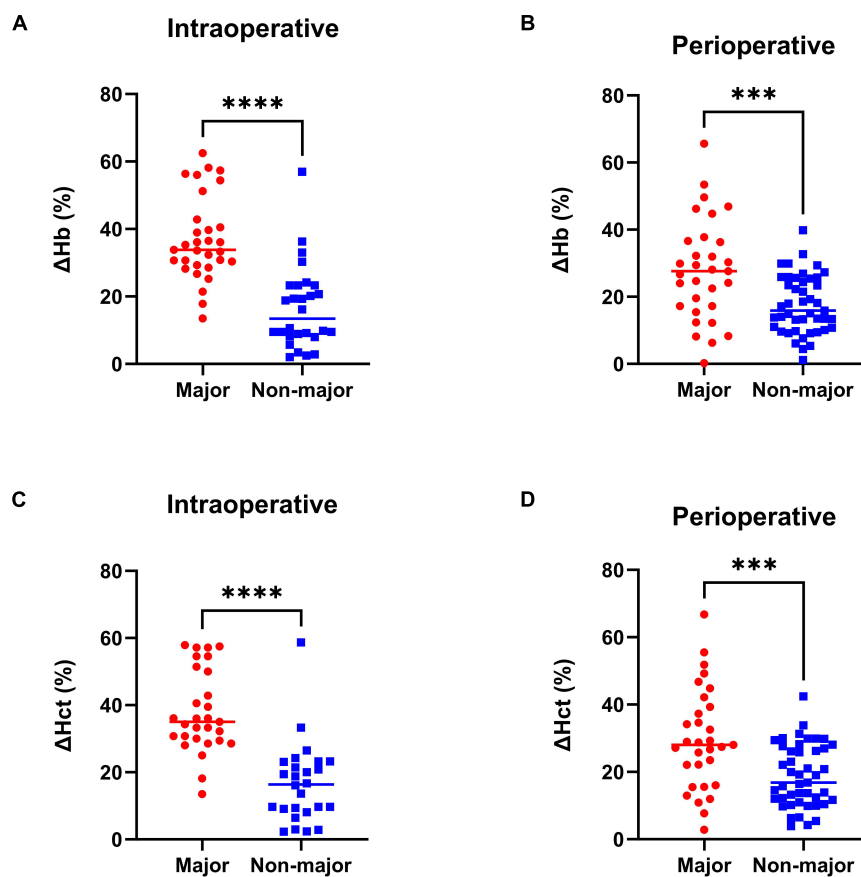 A
Intraoperative
ΔHb (%)
80
60
40
20
0
****
Major
Non-major
B
Perioperative
ΔHb (%)
80
60
40
20
0
***
Major
Non-major
C
Intraoperative
ΔHct (%)
80
60
40
20
0
****
Major
Non-major
D
Perioperative
ΔHct (%)
80
60
40
20
0
***
Major
Non-major